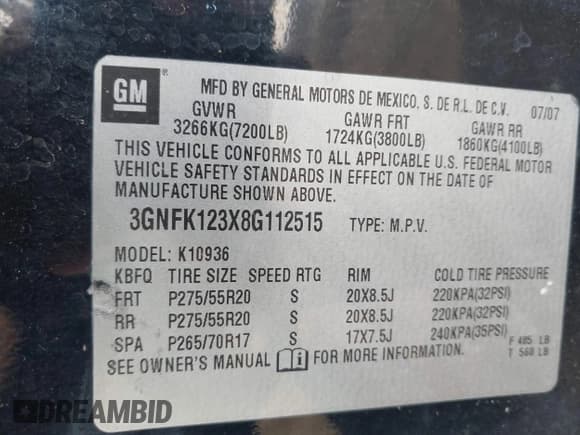 GM ® MFD BY GENERAL MOTORS DE MEXICO, S. DE R.L. DE C.V. 07/07
GVWR GAWR FRT GAWR RR
3266KG(7200LB) 1724KG(3800LB) 1860KG(4100LB)
THIS VEHICLE CONFORMS TO ALL APPLICABLE U.S. FEDERAL MOTOR
VEHICLE SAFETY STANDARDS IN EFFECT ON THE DATE OF
MANUFACTURE SHOWN ABOVE.
3GNFK123X8G112515 TYPE: M.P.V.
MODEL: K10936
KBFQ TIRE SIZE SPEED RTG RIM COLD TIRE PRESSURE
FRT P275/55R20 S 20X8.5J 220KPA(32PSI)
RR P275/55R20 S 20X8.5J 220KPA(32PSI)
SPA P265/70R17 S 17X7.5J 240KPA(35PSI) F 485 LB
SEE OWNER'S MANUAL i FOR MORE INFORMATION. T 560 LB
DREAMBID